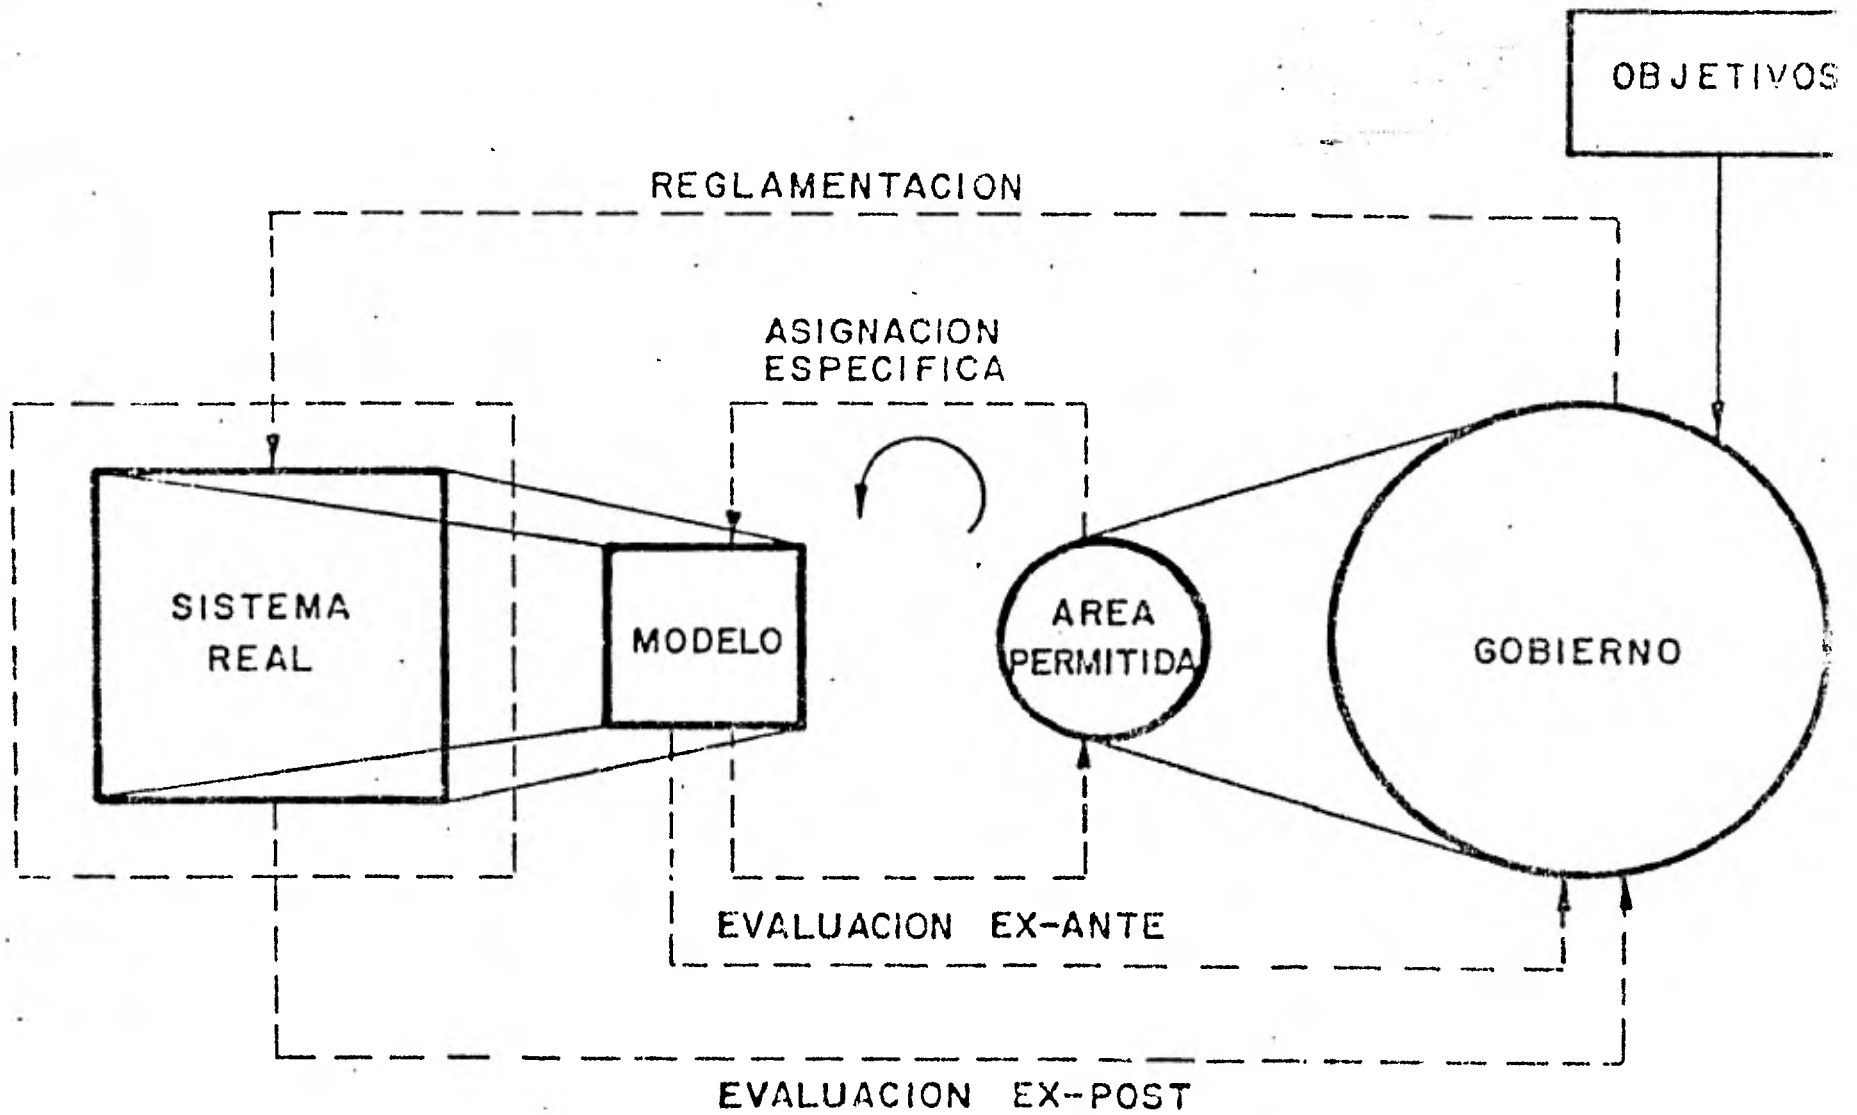 OBJETIVOS
REGLAMENTACION
ASIGNACION
ESPECIFICA
SISTEMA
REAL
MODELO
AREA
PERMITIDA
GOBIERNO
EVALUACION EX-ANTE
EVALUACION EX-POST